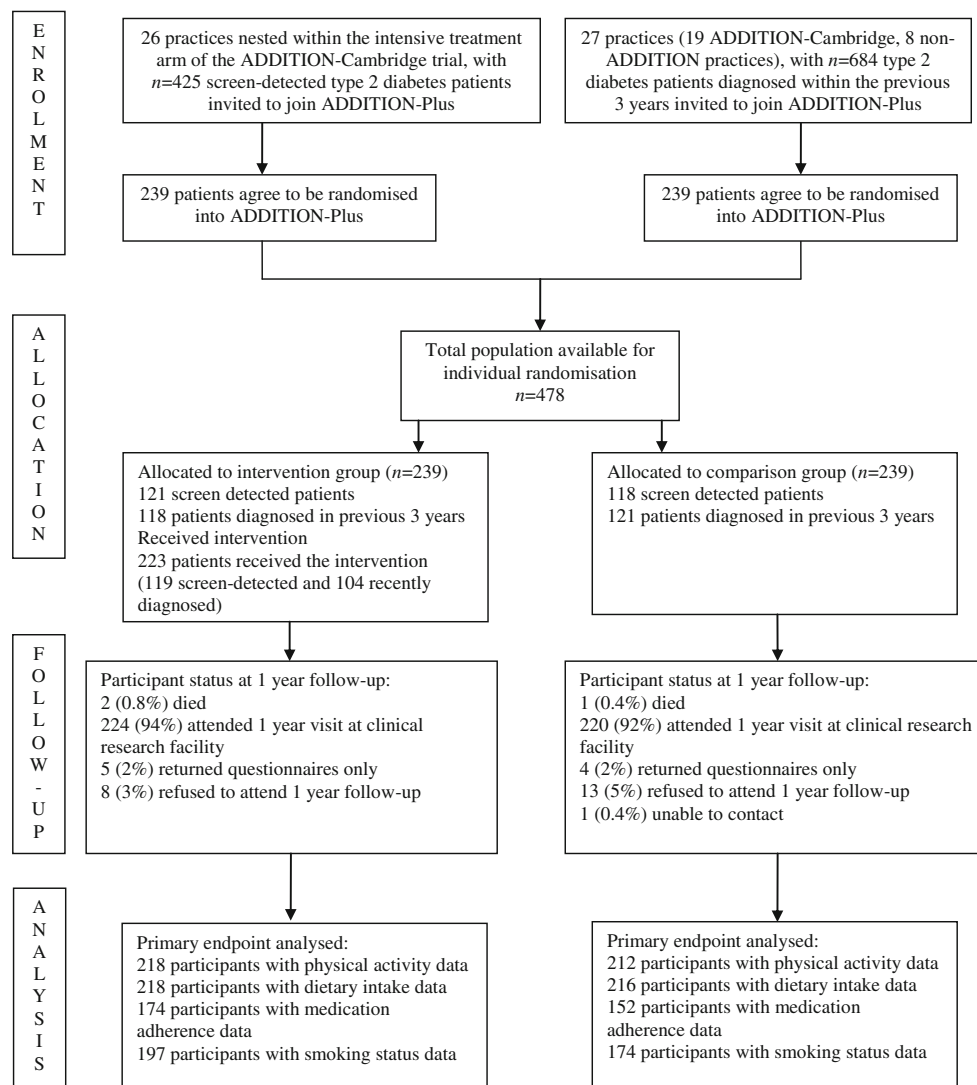 E
N
R
O
L
M
E
N
T
26 practices nested within the intensive treatment
arm of the ADDITION-Cambridge trial, with
n=425 screen-detected type 2 diabetes patients
invited to join ADDITION-Plus
27 practices (19 ADDITION-Cambridge, 8 non-
ADDITION practices), with n=684 type 2
diabetes patients diagnosed within the previous
3 years invited to join ADDITION-Plus
239 patients agree to be randomised
into ADDITION-Plus
239 patients agree to be randomised
into ADDITION-Plus
A
L
L
O
C
A
T
I
O
N
Total population available for
individual randomisation
n=478
Allocated to intervention group (n=239)
121 screen detected patients
118 patients diagnosed in previous 3 years
Received intervention
223 patients received the intervention
(119 screen-detected and 104 recently
diagnosed)
Allocated to comparison group (n=239)
118 screen detected patients
121 patients diagnosed in previous 3 years
F
O
L
L
O
W
-
U
P
Participant status at 1 year follow-up:
2 (0.8%) died
224 (94%) attended 1 year visit at clinical
research facility
5 (2%) returned questionnaires only
8 (3%) refused to attend 1 year follow-up
Participant status at 1 year follow-up:
1 (0.4%) died
220 (92%) attended 1 year visit at clinical research
facility
4 (2%) returned questionnaires only
13 (5%) refused to attend 1 year follow-up
1 (0.4%) unable to contact
A
N
A
L
Y
S
I
S
Primary endpoint analysed:
218 participants with physical activity data
218 participants with dietary intake data
174 participants with medication
adherence data
197 participants with smoking status data
Primary endpoint analysed:
212 participants with physical activity data
216 participants with dietary intake data
152 participants with medication
adherence data
174 participants with smoking status data